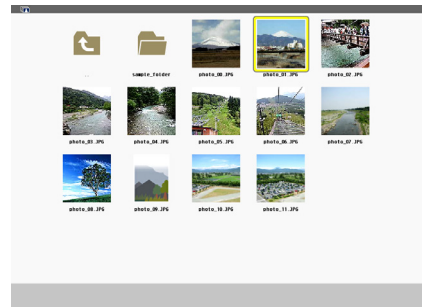 ..
sample_folder
photo_00.JPG
photo_01.JPG
photo_02.JPG
photo_03.JPG
photo_04.JPG
photo_05.JPG
photo_06.JPG
photo_07.JPG
photo_08.JPG
photo_09.JPG
photo_10.JPG
photo_11.JPG